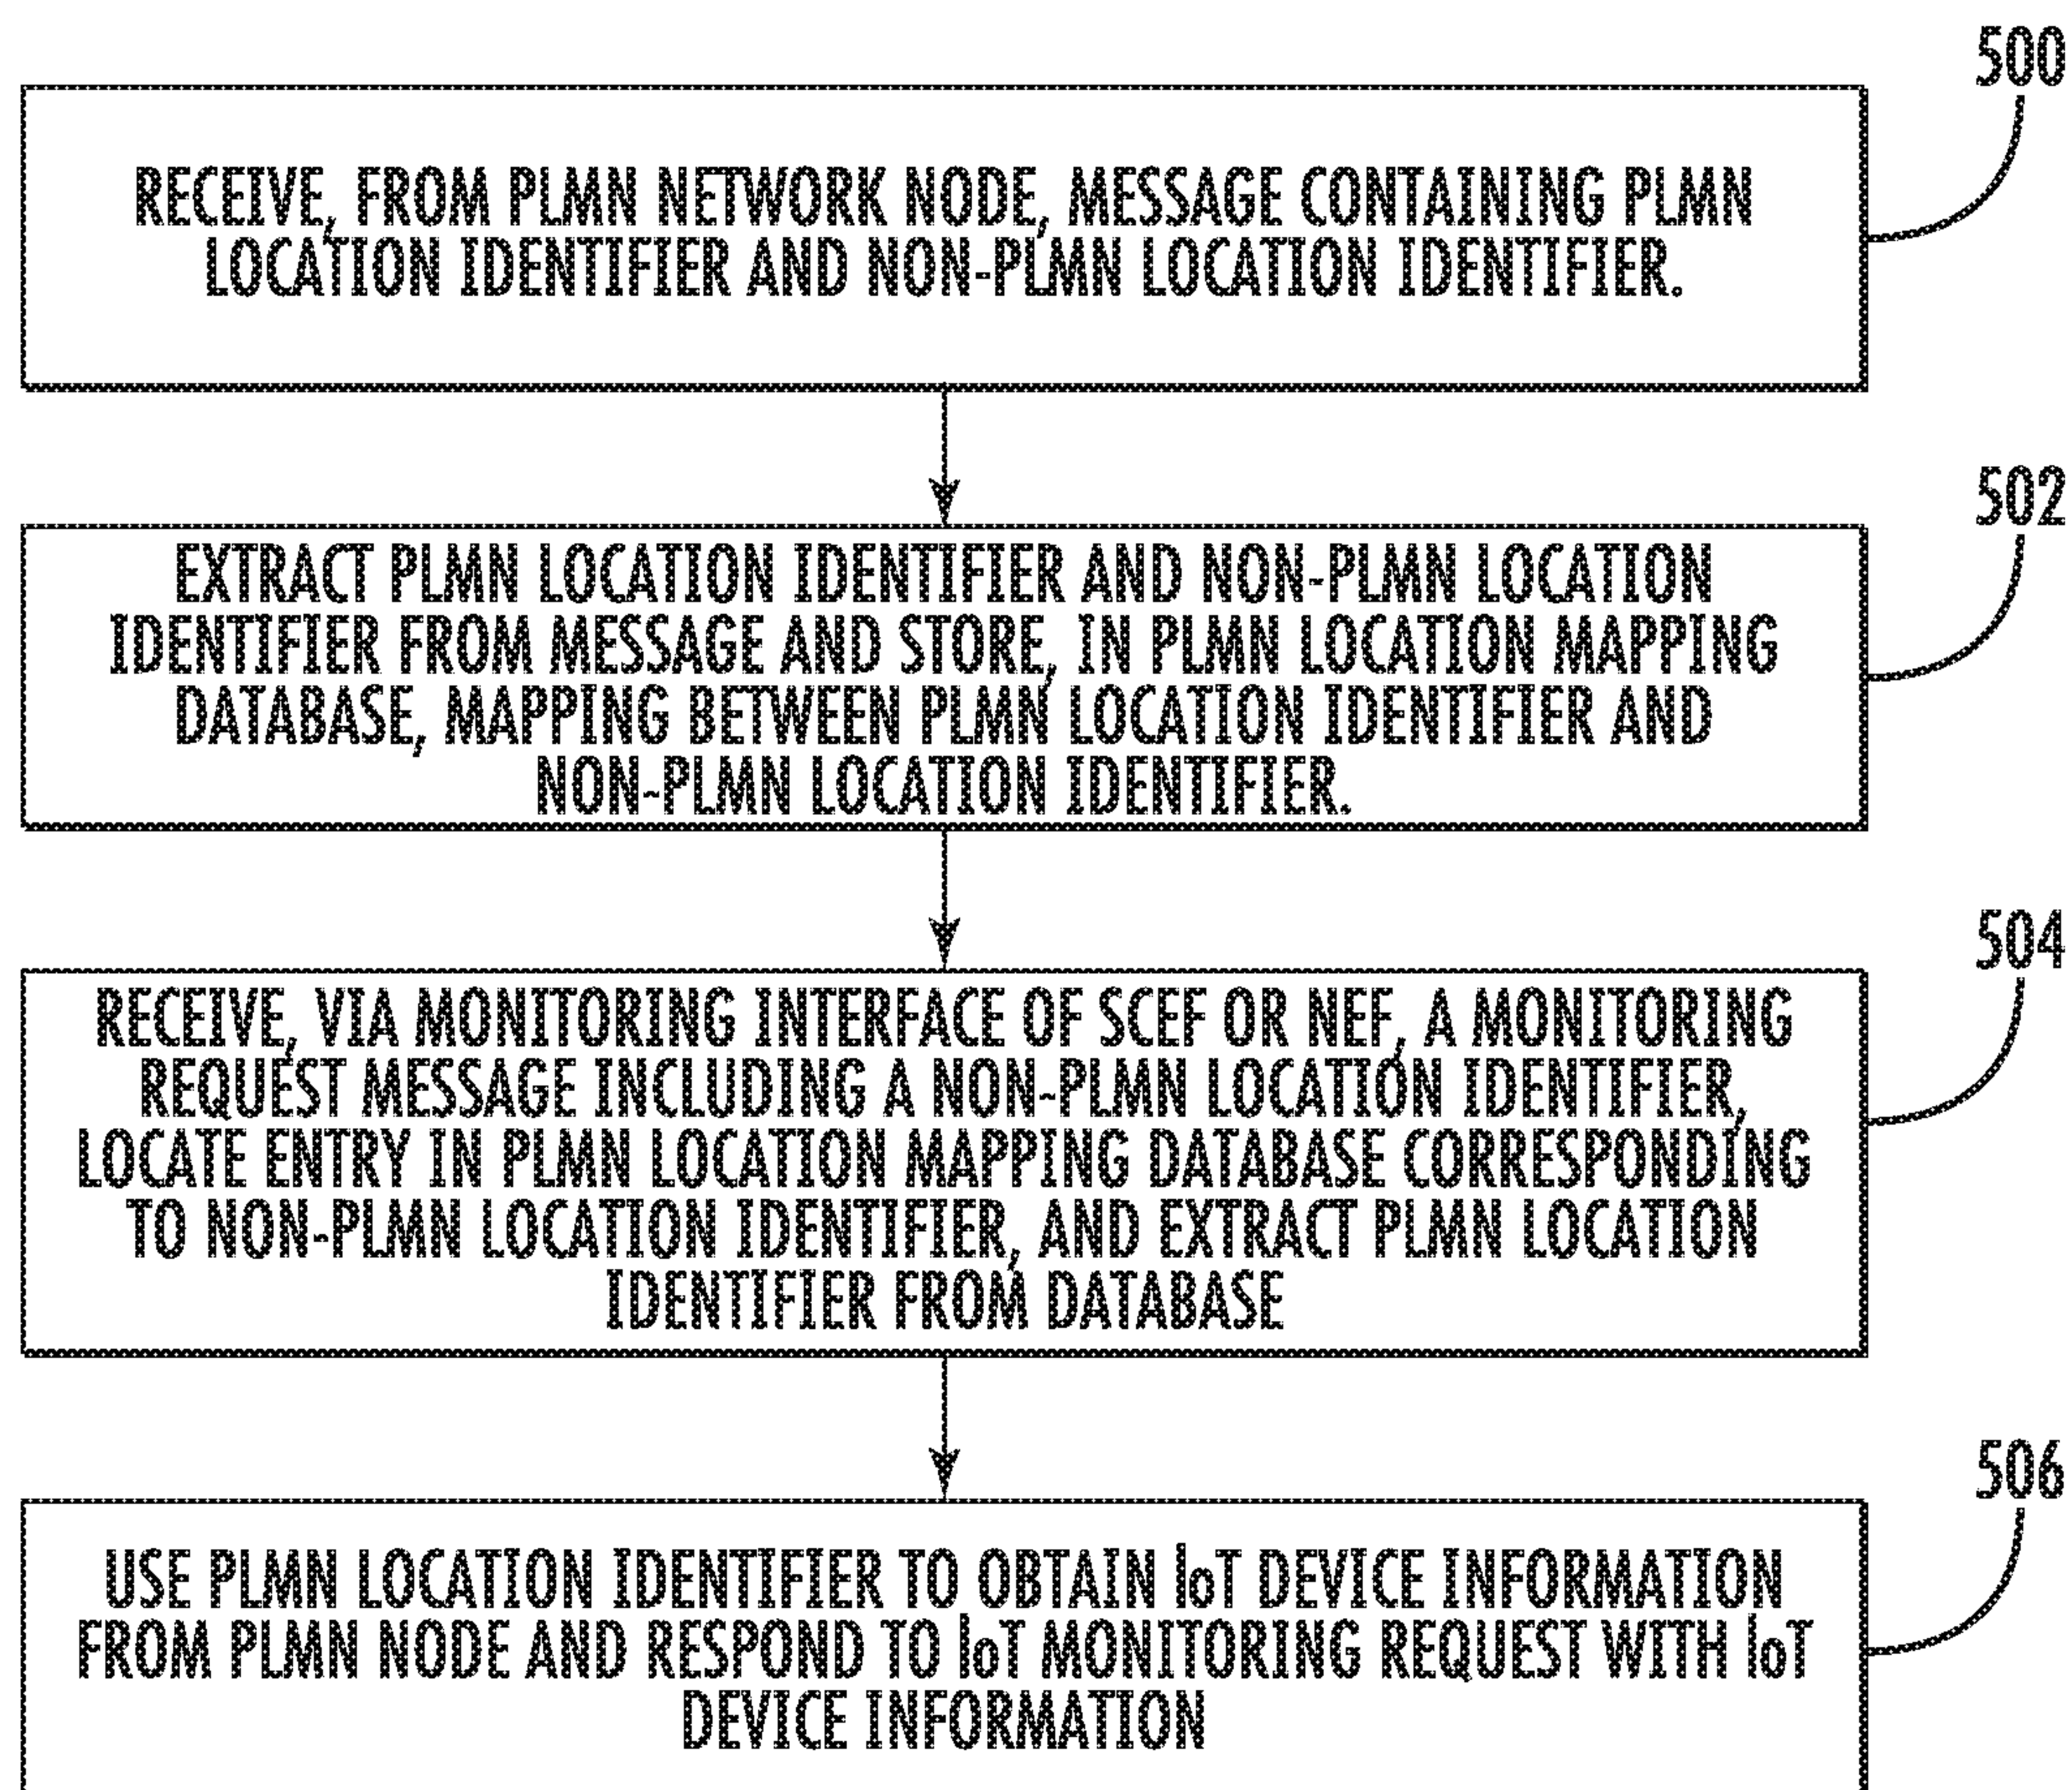 500
RECEIVE, FROM PLMN NETWORK NODE, MESSAGE CONTAINING PLMN
LOCATION IDENTIFIER AND NON-PLMN LOCATION IDENTIFIER.
502
EXTRACT PLMN LOCATION IDENTIFIER AND NON-PLMN LOCATION
IDENTIFIER FROM MESSAGE AND STORE, IN PLMN LOCATION MAPPING
DATABASE, MAPPING BETWEEN PLMN LOCATION IDENTIFIER AND
NON-PLMN LOCATION IDENTIFIER.
504
RECEIVE, VIA MONITORING INTERFACE OF SCEF OR NEF, A MONITORING
REQUEST MESSAGE INCLUDING A NON-PLMN LOCATION IDENTIFIER,
LOCATE ENTRY IN PLMN LOCATION MAPPING DATABASE CORRESPONDING
TO NON-PLMN LOCATION IDENTIFIER, AND EXTRACT PLMN LOCATION
IDENTIFIER FROM DATABASE
506
USE PLMN LOCATION IDENTIFIER TO OBTAIN IoT DEVICE INFORMATION
FROM PLMN NODE AND RESPOND TO IoT MONITORING REQUEST WITH IoT
DEVICE INFORMATION